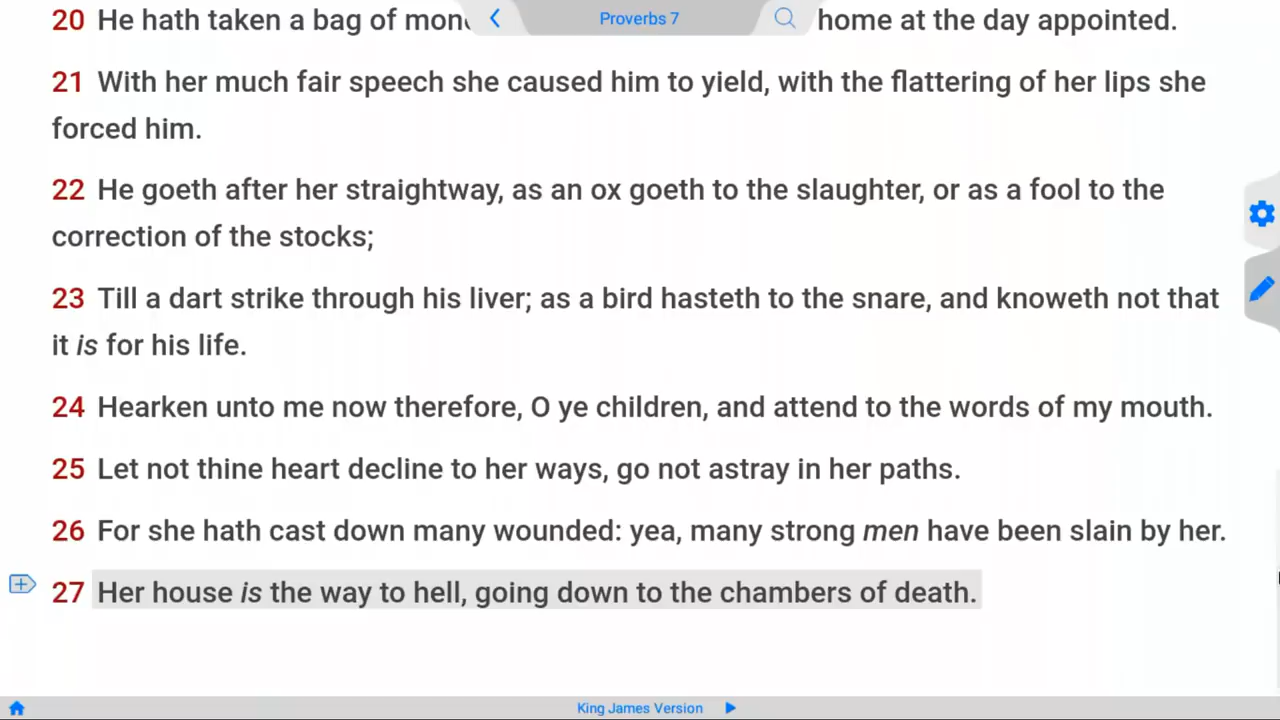 Proverbs 7
20 He hath taken a bag of home at the day appointed.
21 With her much fair speech she caused him to yield, with the flattering of her lips she
forced him.
22 He goeth after her straightway, as an ox goeth to the slaughter, or as a fool to the
correction of the stocks;
23 Till a dart strike through his liver; as a bird hasteth to the snare, and knoweth not that
it is for his life.
24 Hearken unto me now therefore, O ye children, and attend to the words of my mouth.
25 Let not thine heart decline to her ways, go not astray in her paths.
26 For she hath cast down many wounded: yea, many strong men have been slain by her.
27 Her house is the way to hell, going down to the chambers of death.
King James Version